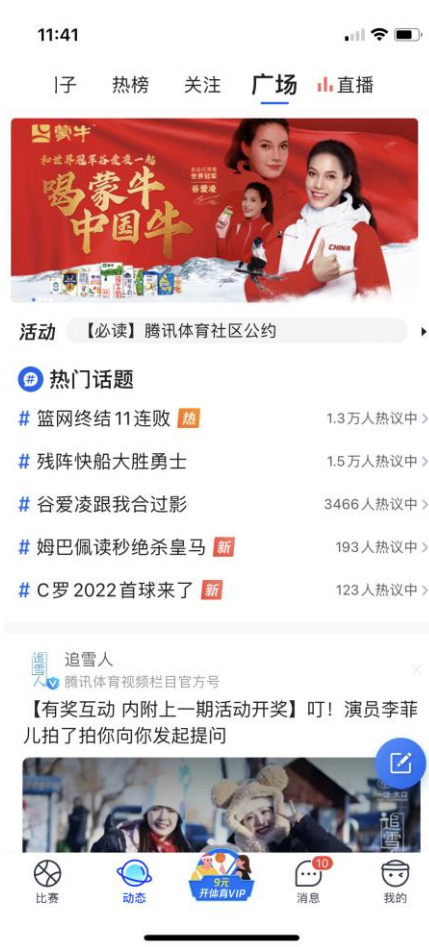 11:41
热榜
关注
广场
直播
蒙牛
和世界冠军谷爱凌一起
喝蒙牛
中国牛
世界冠军
谷爱凌
CHINA
活动
【必读】腾讯体育社区公约
热门话题
# 篮网终结11连败 热
1.3万人热议中
# 残阵快船大胜勇士
1.5万人热议中
# 谷爱凌跟我合过影
3466人热议中
# 姆巴佩读秒绝杀皇马 新
193人热议中
# C罗2022首球来了 新
123人热议中
追雪人
追雪人
腾讯体育视频栏目官方号
【有奖互动 内附上一期活动开奖】叮！演员李菲
儿拍了拍你向你发起提问
追雪
比赛
动态
9元
开体育VIP
10
消息
我的